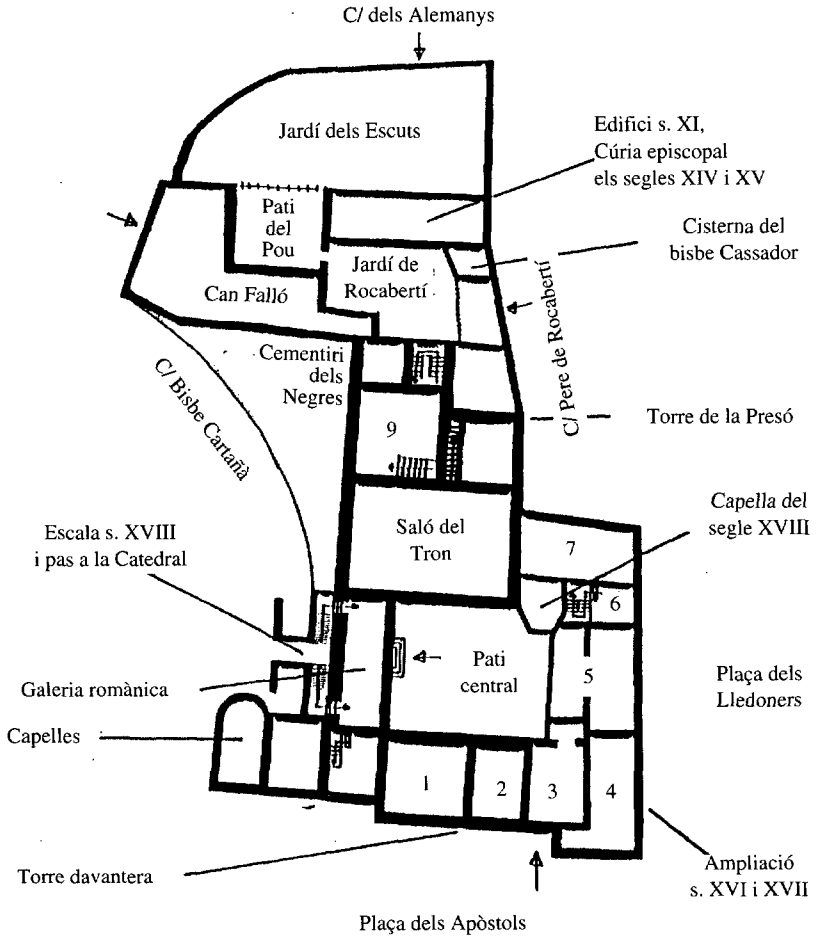 C/ dels Alemanys
Jardí dels Escuts
Edifici s. XI,
Cúria episcopal
els segles XIV i XV
Pati
del
Pou
Cisterna del
bisbe Cassador
Jardí de
Rocabertí
Can Falló
C/ Pere de Rocabertí
Cementiri
dels
Negres
C/ Bisbe Cartañà
9
Torre de la Presó
Saló del
Tron
Capella del
segle XVIII
7
Escala s. XVIII
i pas a la Catedral
6
Pati
central
5
Plaça dels
Lledoners
Galeria romànica
Capelles
1
2
3
4
Torre davantera
Ampliació
s. XVI i XVII
Plaça dels Apòstols